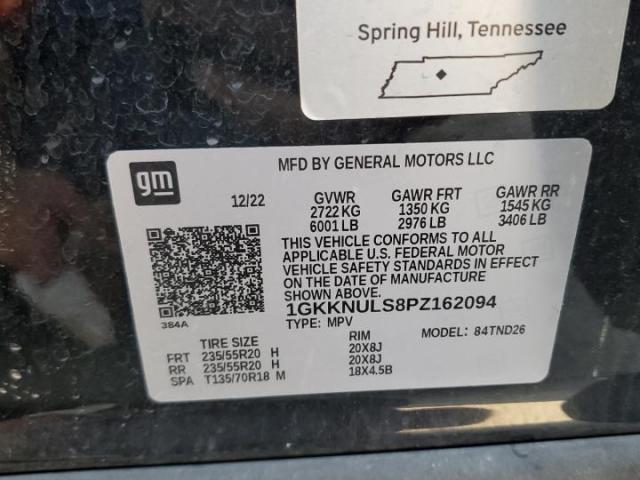 Spring Hill, Tennessee
gm
MFD BY GENERAL MOTORS LLC
12/22 GVWR GAWR FRT GAWR RR
2722 KG 1350 KG 1545 KG
6001 LB 2976 LB 3406 LB
THIS VEHICLE CONFORMS TO ALL
APPLICABLE U.S. FEDERAL MOTOR
VEHICLE SAFETY STANDARDS IN EFFECT
ON THE DATE OF MANUFACTURE
SHOWN ABOVE.
1GKKNULS8PZ162094
384A
TYPE: MPV MODEL: 84TND26
TIRE SIZE RIM
FRT 235/55R20 H 20X8J
RR 235/55R20 H 20X8J
SPA T135/70R18 M 18X4.5B